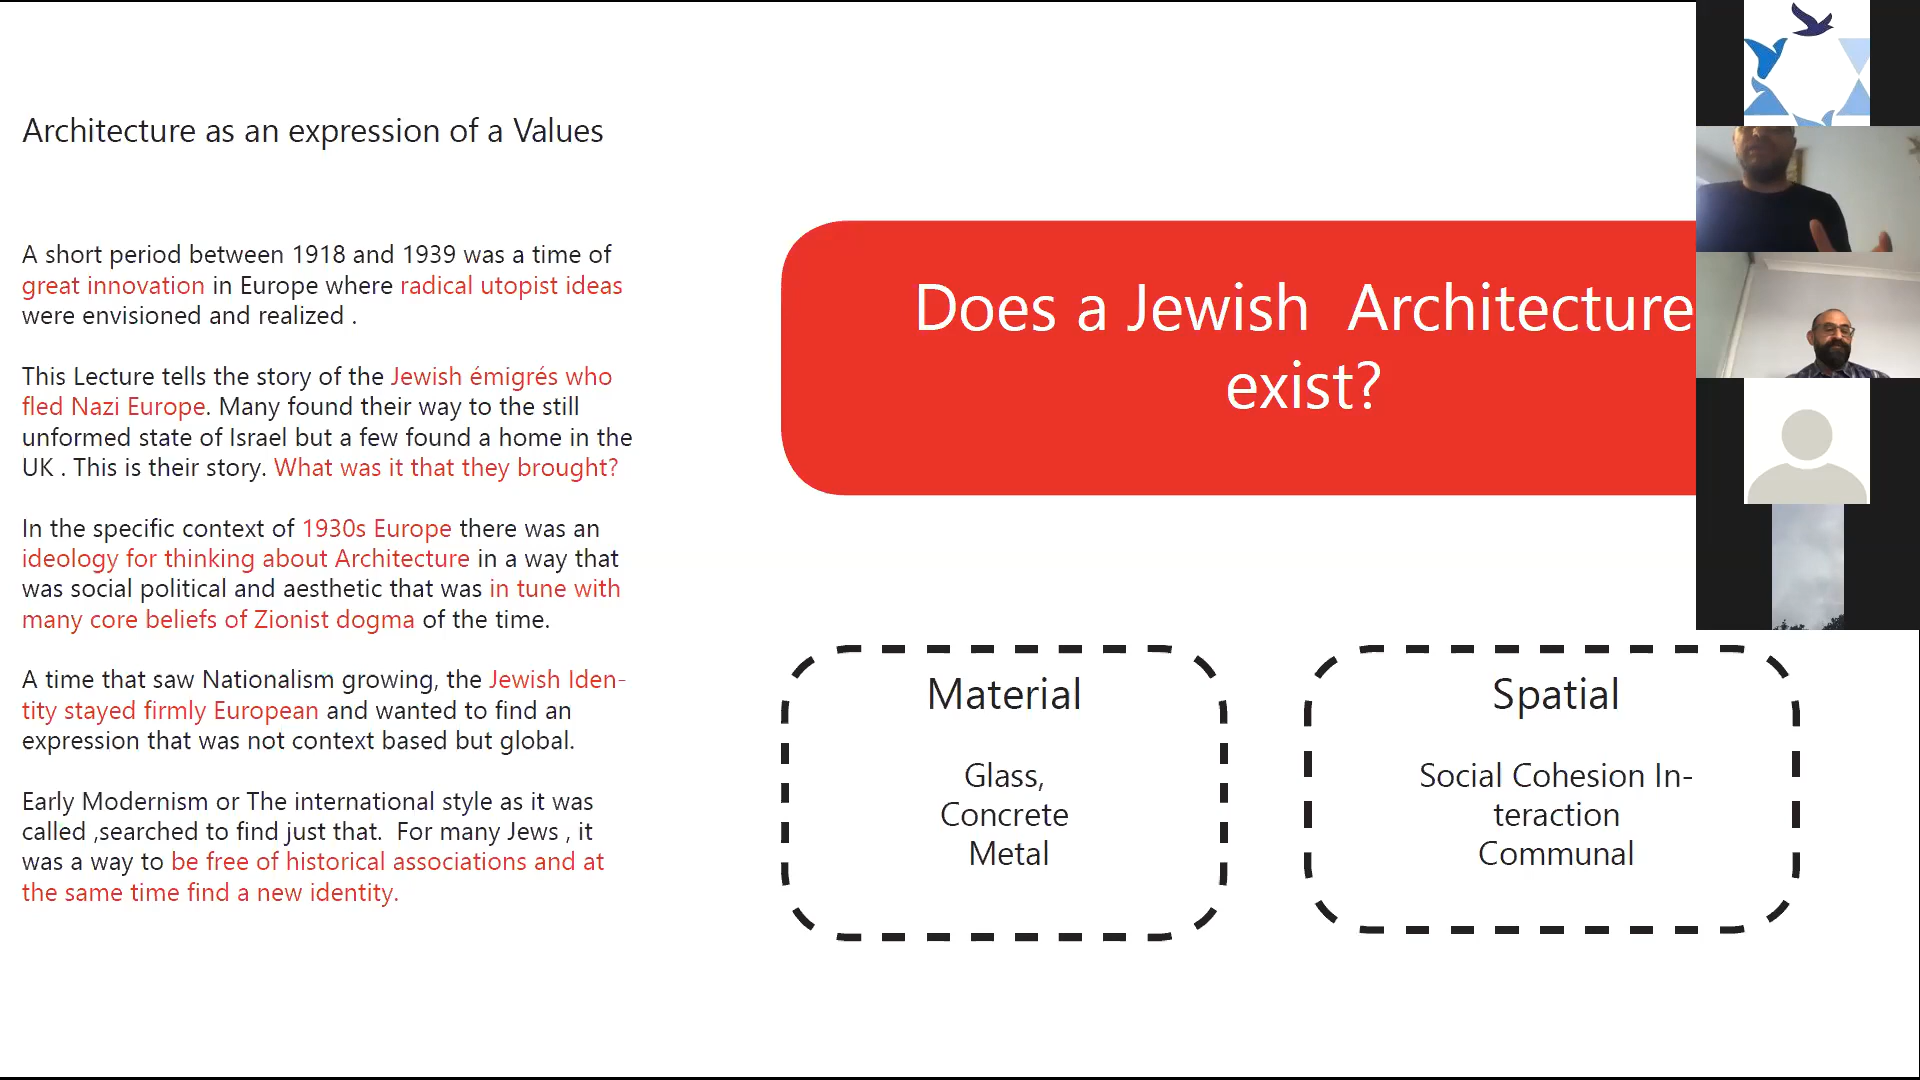 Architecture as an expression of a Values
A short period between 1918 and 1939 was a time of
great innovation in Europe where radical utopist ideas
were envisioned and realized .
This Lecture tells the story of the Jewish émigrés who
fled Nazi Europe. Many found their way to the still
unformed state of Israel but a few found a home in the
UK . This is their story. What was it that they brought?
In the specific context of 1930s Europe there was an
ideology for thinking about Architecture in a way that
was social political and aesthetic that was in tune with
many core beliefs of Zionist dogma of the time.
A time that saw Nationalism growing, the Jewish Iden-
tity stayed firmly European and wanted to find an
expression that was not context based but global.
Early Modernism or The international style as it was
called ,searched to find just that.  For many Jews , it
was a way to be free of historical associations and at
the same time find a new identity.
Does a Jewish  Architecture
exist?
Material
Glass,
Concrete
Metal
Spatial
Social Cohesion In-
teraction
Communal